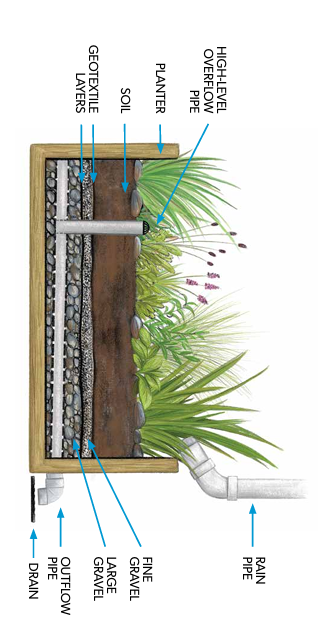 HIGH-LEVEL
OVERFLOW
PIPE
PLANTER
SOIL
GEOTEXTILE
LAYERS
RAIN
PIPE
FINE
GRAVEL
LARGE
GRAVEL
OUTFLOW
PIPE
DRAIN